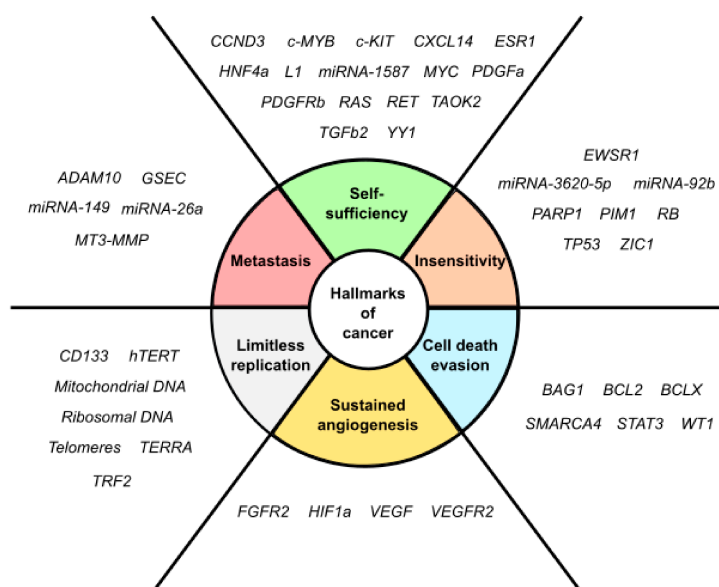 CCND3 c-MYB c-KIT CXCL14 ESR1
HNF4a L1 miRNA-1587 MYC PDGFa
PDGFRb RAS RET TAOK2
TGFb2 YY1
ADAM10 GSEC
miRNA-149 miRNA-26a
MT3-MMP
EWSR1
miRNA-3620-5p miRNA-92b
PARP1 PIM1 RB
TP53 ZIC1
Self-
sufficiency
Metastasis
Insensitivity
Hallmarks
of
cancer
Limitless
replication
Cell death
evasion
Sustained
angiogenesis
CD133 hTERT
Mitochondrial DNA
Ribosomal DNA
Telomeres TERRA
TRF2
BAG1 BCL2 BCLX
SMARCA4 STAT3 WT1
FGFR2 HIF1a VEGF VEGFR2